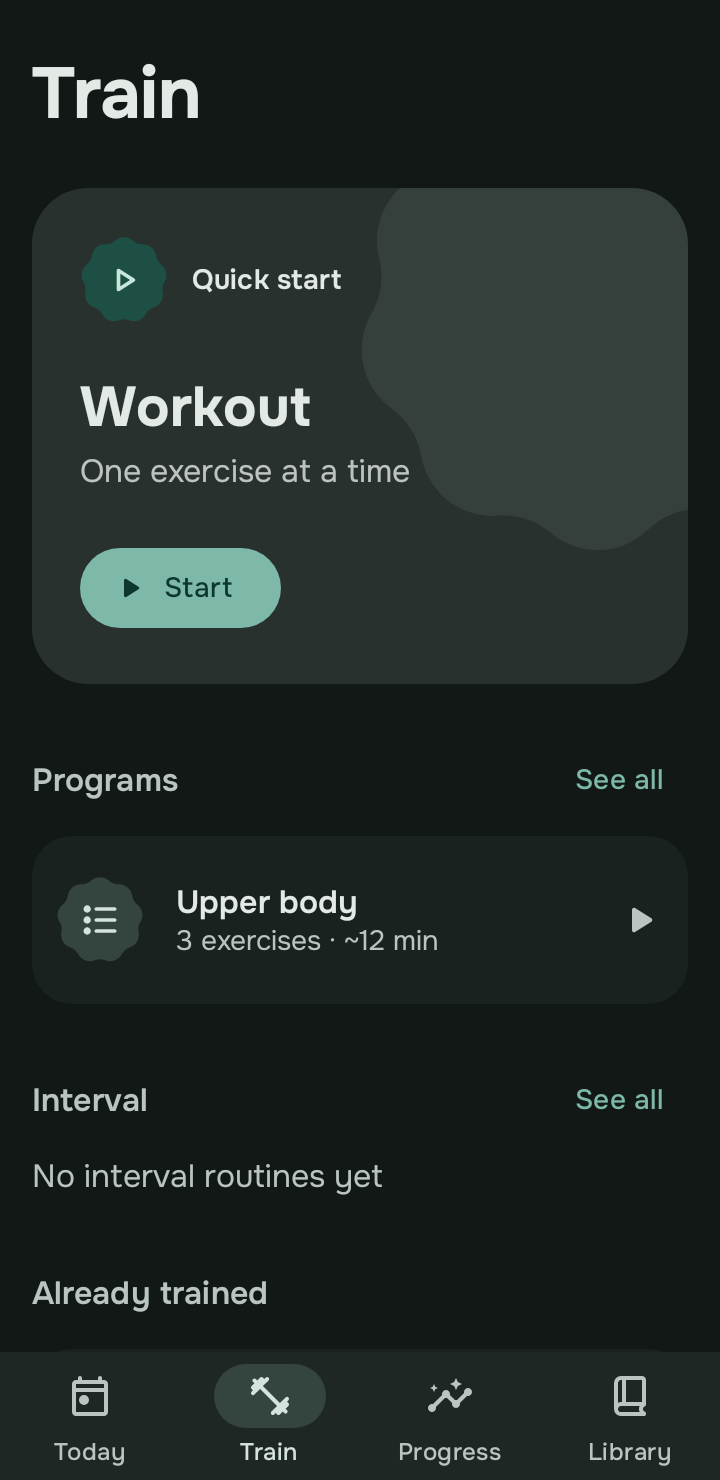 Train
Quick start
Workout
One exercise at a time
Start
Programs
See all
Upper body
3 exercises · ~12 min
Interval
See all
No interval routines yet
Already trained
Today
Train
Progress
Library